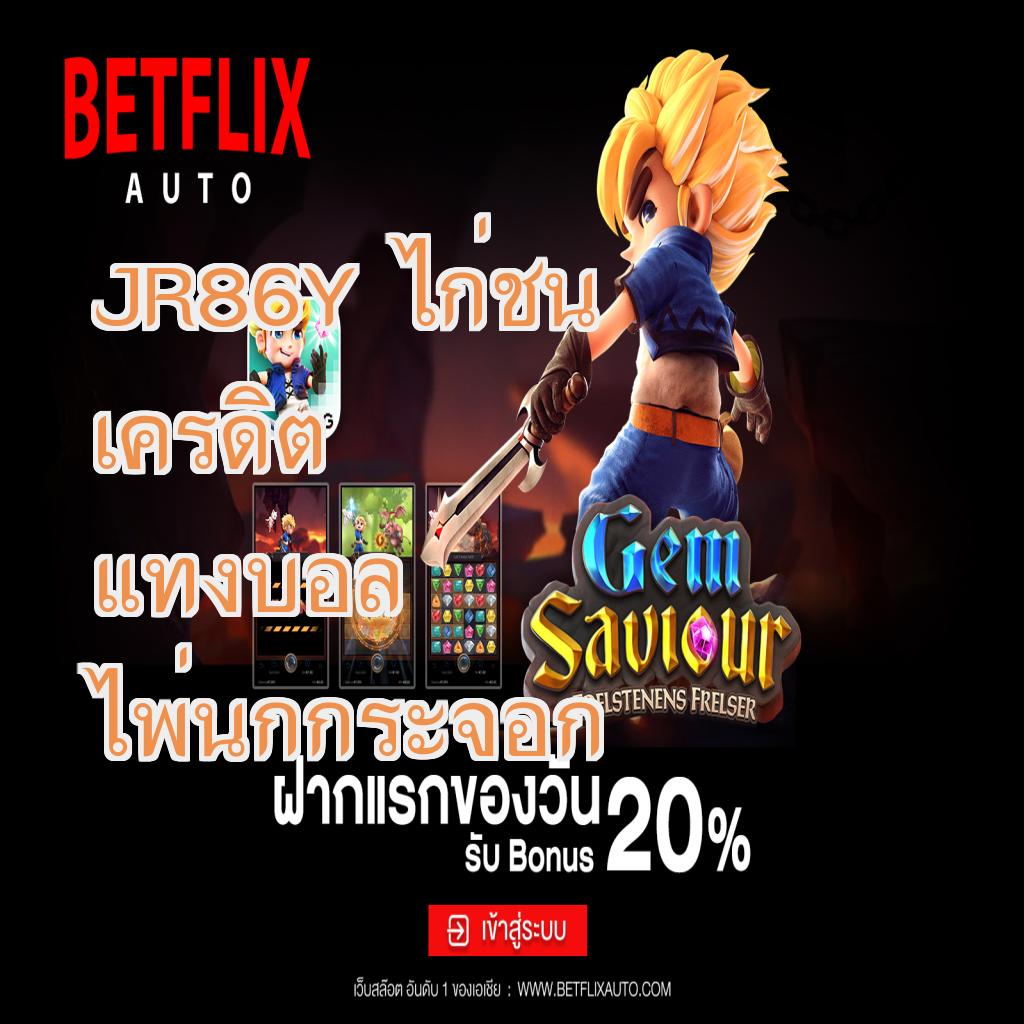 BETFLIX
AUTO
JR86Y ไก่ชน
เครดิต
แทงบอล
ไพ่นกกระจอก
Gem
Saviour
EDELSTENENS FRELSER
ฝากแรกของวัน
รับ Bonus 20%
เข้าสู่ระบบ
เว็บสล๊อต อันดับ 1 ของเอเชีย : WWW.BETFLIXAUTO.COM